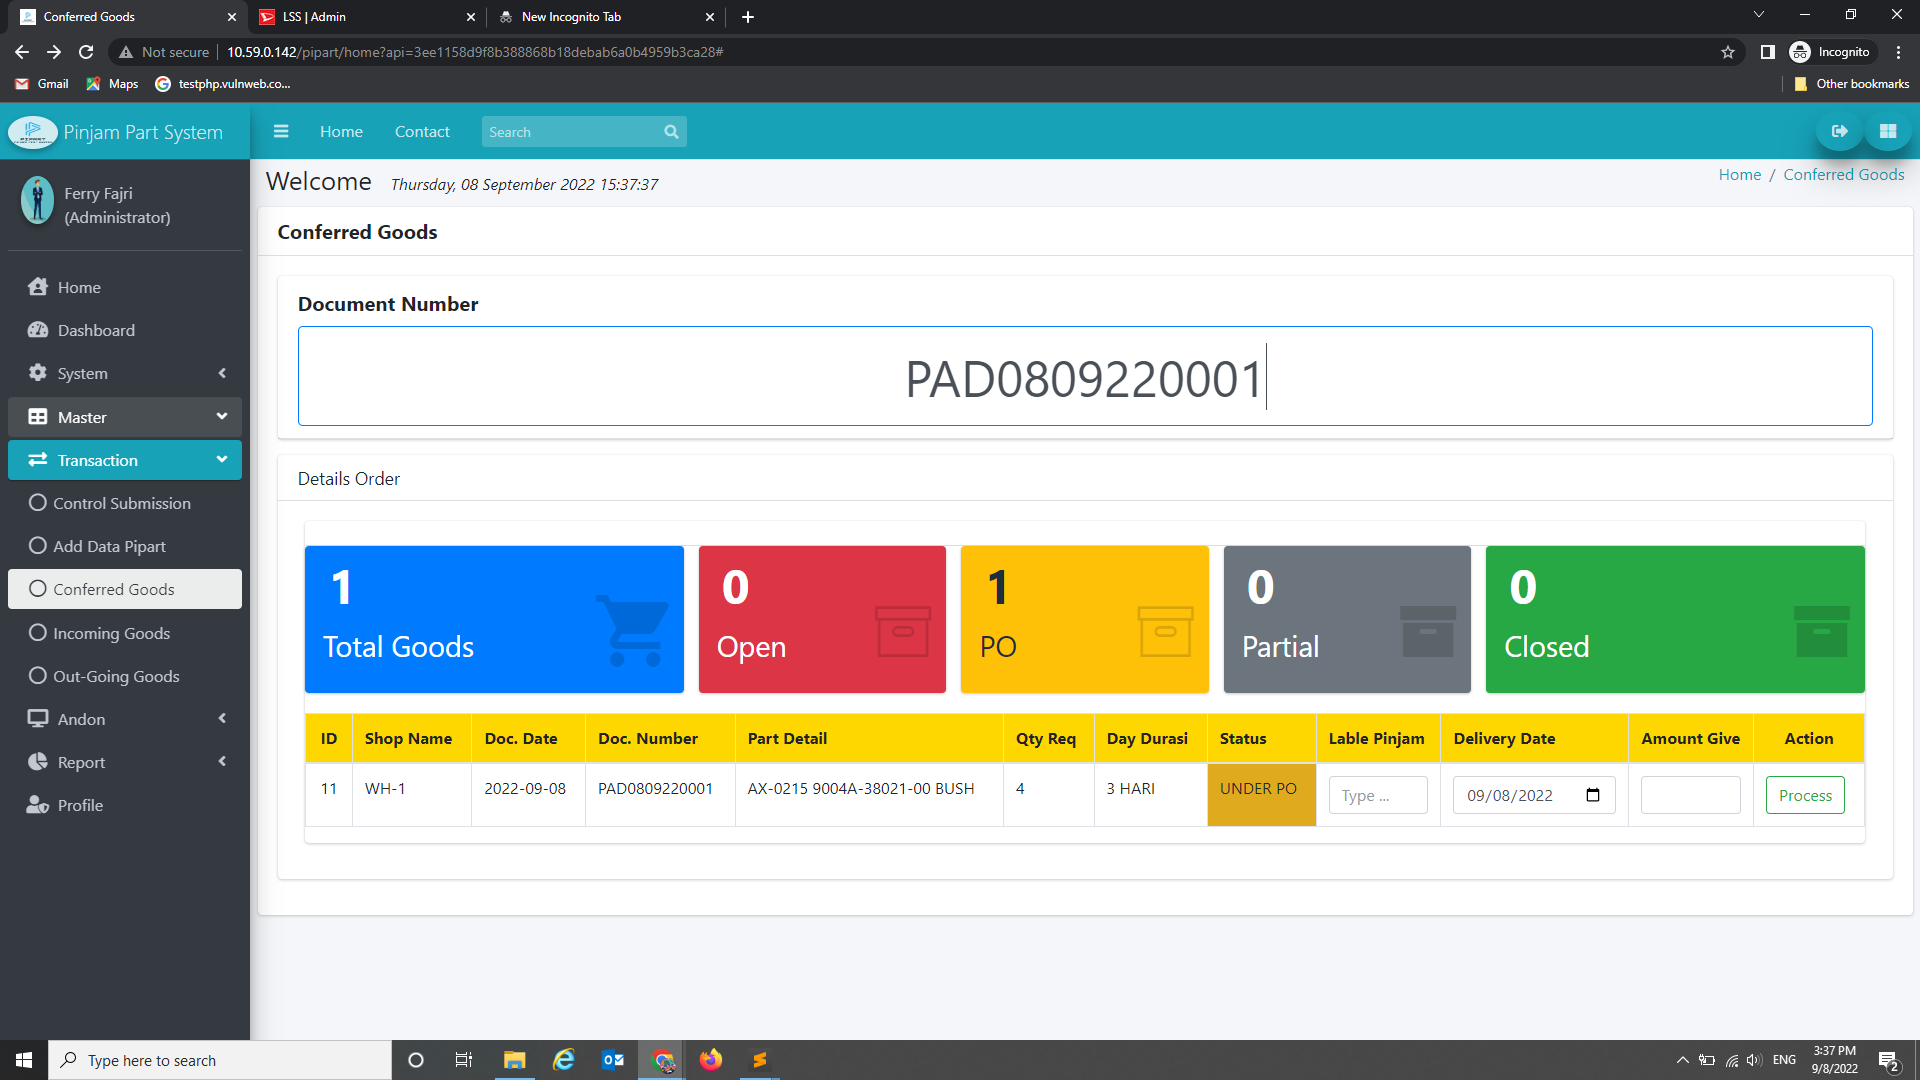 Conferred Goods
LSS | Admin
New Incognito Tab
Not secure
10.59.0.142/pipart/home?api=3ee1158d9f8b388868b18debab6a0b4959b3ca28#
Incognito
Gmail
Maps
testphp.vulnweb.co...
Other bookmarks
Pinjam Part System
Home
Contact
Search
Ferry Fajri
(Administrator)
Welcome
Thursday, 08 September 2022 15:37:37
Home / Conferred Goods
Home
Dashboard
System
Master
Transaction
Control Submission
Add Data Pipart
Conferred Goods
Incoming Goods
Out-Going Goods
Andon
Report
Profile
Conferred Goods
Document Number
PAD0809220001
Details Order
1
Total Goods
0
Open
1
PO
0
Partial
0
Closed
ID Shop Name Doc. Date Doc. Number Part Detail Qty Req Day Durasi Status Lable Pinjam Delivery Date Amount Give Action
11 WH-1 2022-09-08 PAD0809220001 AX-0215 9004A-38021-00 BUSH 4 3 HARI UNDER PO Type ... 09/08/2022 Process
Type here to search
ENG
3:37 PM
9/8/2022
2